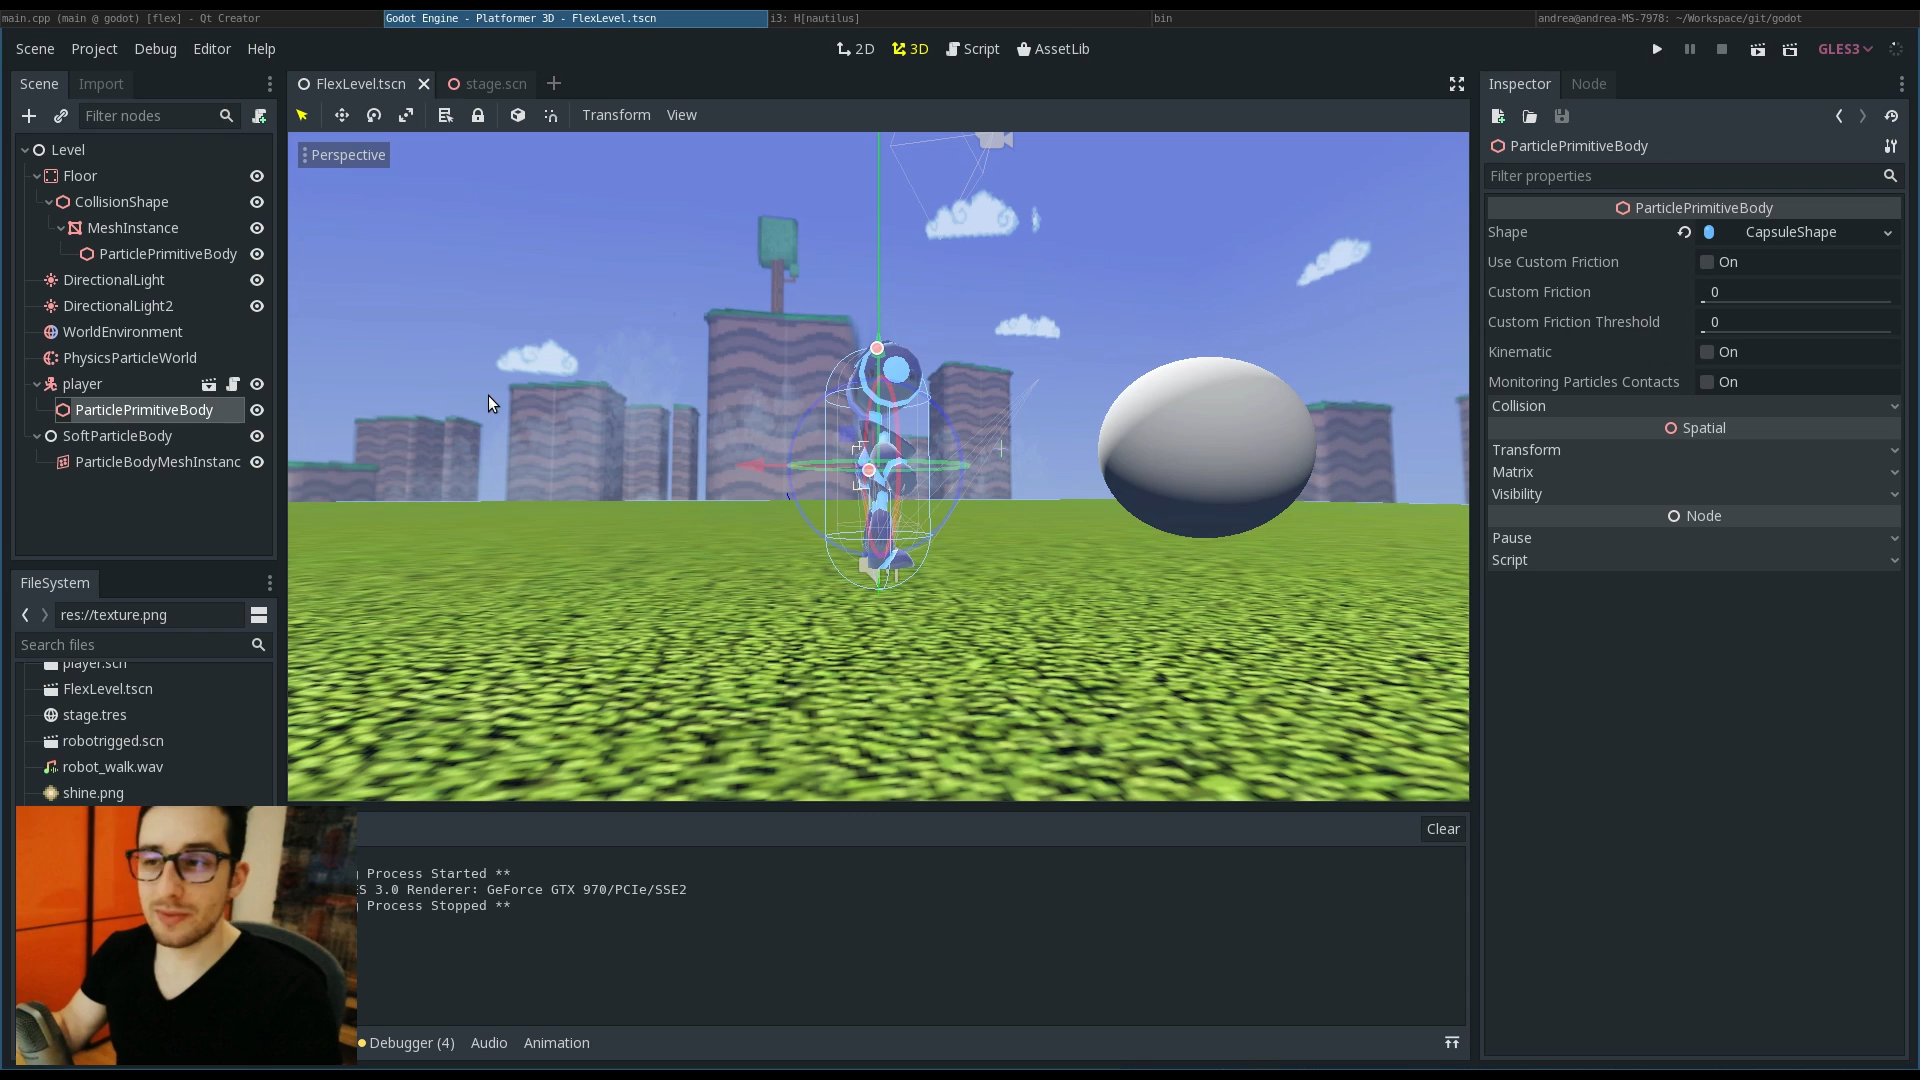 main.cpp (main @ godot) [flex] - Qt Creator
Godot Engine - Platformer 3D - FlexLevel.tscn
i3: H[nautilus]
bin
andrea@andrea-MS-7978: ~/Workspace/git/godot
Scene Project Debug Editor Help
2D 3D Script AssetLib
GLES3
Scene Import
FlexLevel.tscn stage.scn
Inspector Node
Filter nodes
Transform View
ParticlePrimitiveBody
Filter properties
Perspective
Level
Floor
CollisionShape
MeshInstance
ParticlePrimitiveBody
DirectionalLight
DirectionalLight2
WorldEnvironment
PhysicsParticleWorld
player
ParticlePrimitiveBody
SoftParticleBody
ParticleBodyMeshInstanc
ParticlePrimitiveBody
Shape CapsuleShape
Use Custom Friction On
Custom Friction 0
Custom Friction Threshold 0
Kinematic On
Monitoring Particles Contacts On
Collision
Spatial
Transform
Matrix
Visibility
Node
Pause
Script
FileSystem
res://texture.png
Search files
player.scn
FlexLevel.tscn
stage.tres
robotrigged.scn
robot_walk.wav
shine.png
Clear
Process Started **
S 3.0 Renderer: GeForce GTX 970/PCIe/SSE2
Process Stopped **
Debugger (4) Audio Animation